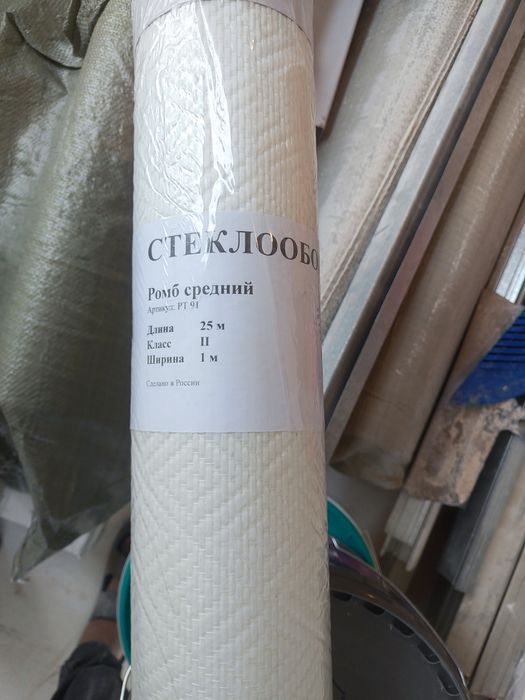 СТЕКЛООБО
Ромб средний
Артикул: РТ 91
Длина 25 м
Класс II
Ширина 1 м
Сделано в России